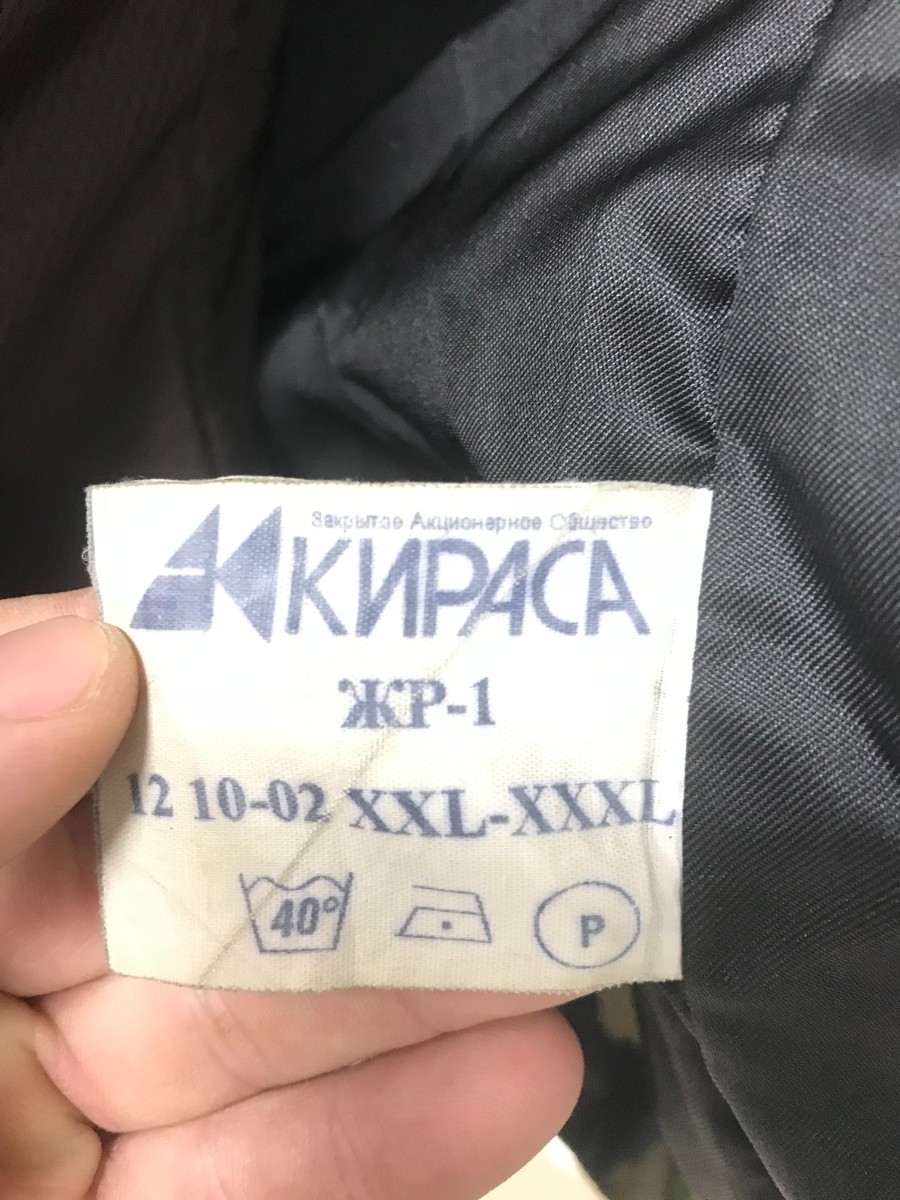 Закрытое Акционерное Общество
КИРАСА
ЖР-1
12 10-02 XXL-XXXL
40° P